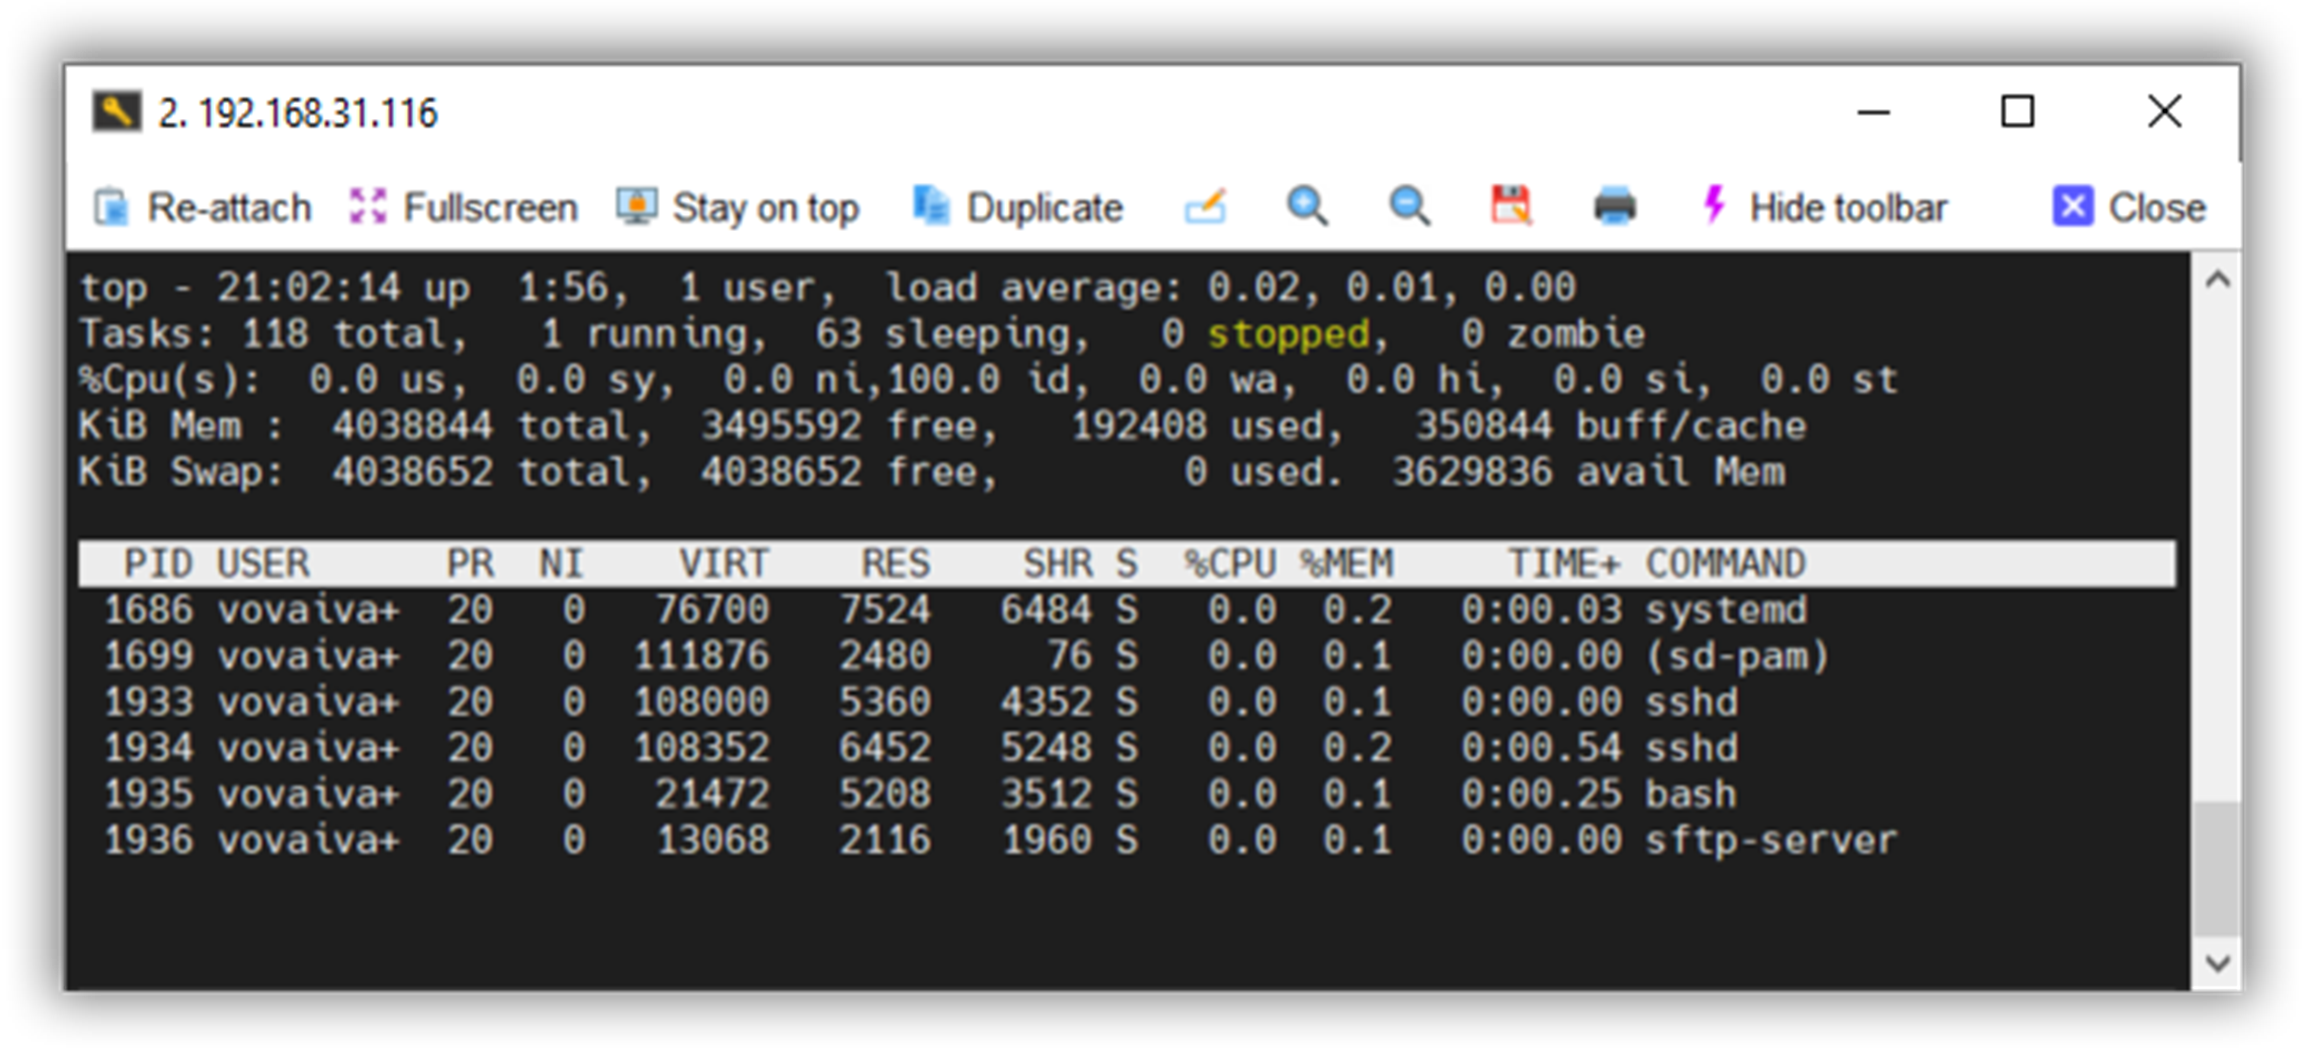 2. 192.168.31.116
Re-attach Fullscreen Stay on top Duplicate Hide toolbar Close
top - 21:02:14 up  1:56,  1 user,  load average: 0.02, 0.01, 0.00
Tasks: 118 total,   1 running,  63 sleeping,   0 stopped,   0 zombie
%Cpu(s):  0.0 us,  0.0 sy,  0.0 ni,100.0 id,  0.0 wa,  0.0 hi,  0.0 si,  0.0 st
KiB Mem :  4038844 total,  3495592 free,   192408 used,   350844 buff/cache
KiB Swap:  4038652 total,  4038652 free,        0 used.  3629836 avail Mem
PID USER      PR  NI    VIRT    RES    SHR S  %CPU %MEM     TIME+ COMMAND
1686 vovaiva+  20   0   76700   7524   6484 S   0.0  0.2   0:00.03 systemd
1699 vovaiva+  20   0  111876   2480     76 S   0.0  0.1   0:00.00 (sd-pam)
1933 vovaiva+  20   0  108000   5360   4352 S   0.0  0.1   0:00.00 sshd
1934 vovaiva+  20   0  108352   6452   5248 S   0.0  0.2   0:00.54 sshd
1935 vovaiva+  20   0   21472   5208   3512 S   0.0  0.1   0:00.25 bash
1936 vovaiva+  20   0   13068   2116   1960 S   0.0  0.1   0:00.00 sftp-server